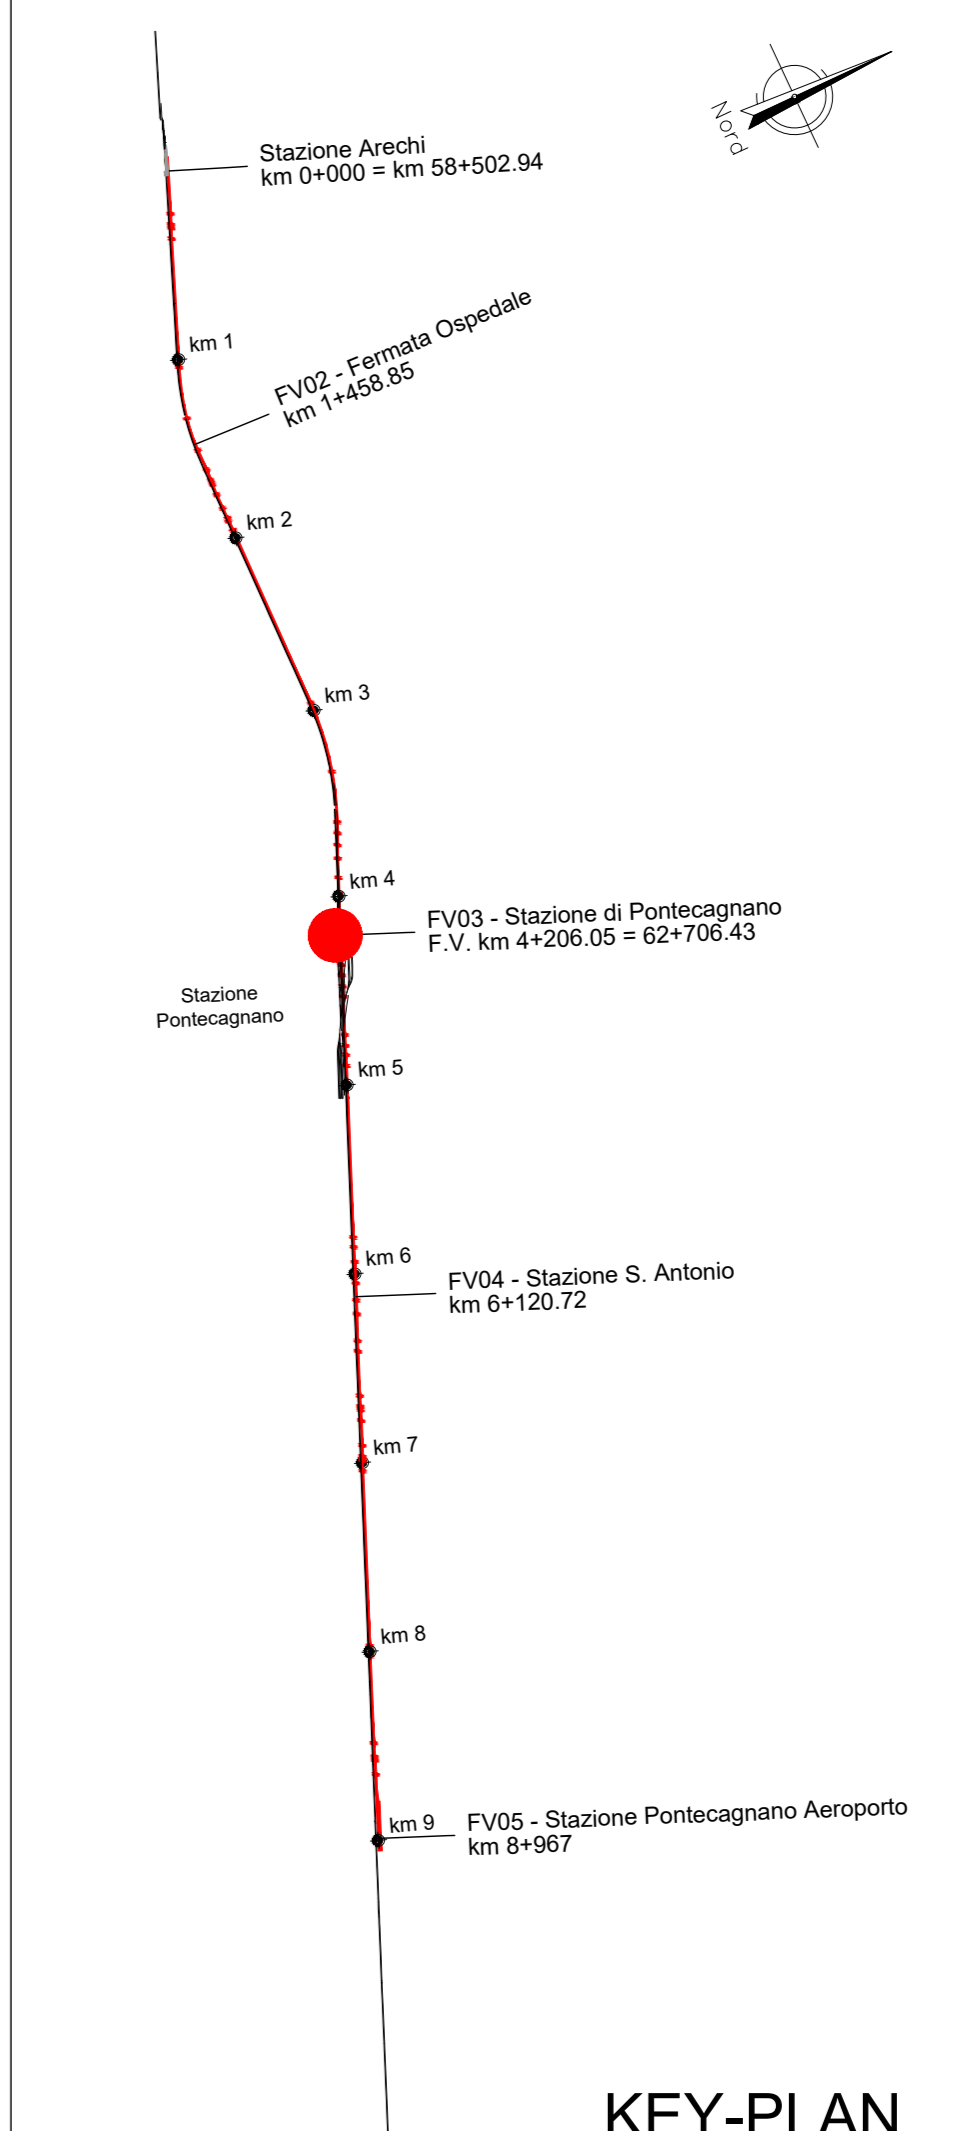 Nord
Stazione Arechi
km 0+000 = km 58+502.94
km 1
FV02 - Fermata Ospedale
km 1+458.85
km 2
km 3
km 4
FV03 - Stazione di Pontecagnano
F.V. km 4+206.05 = 62+706.43
Stazione
Pontecagnano
km 5
km 6
FV04 - Stazione S. Antonio
km 6+120.72
km 7
km 8
km 9
FV05 - Stazione Pontecagnano Aeroporto
km 8+967
KEY-PLAN